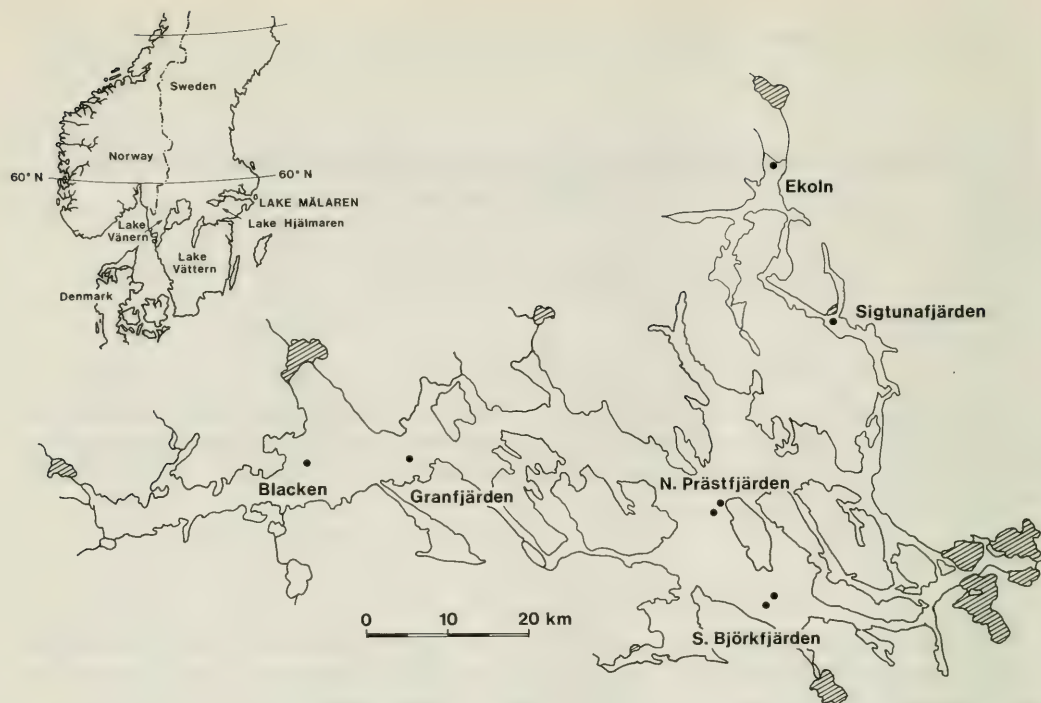 Sweden
Norway
60° N
60° N
LAKE MÄLAREN
Lake Hjälmaren
Lake
Vänern
Lake
Vättern
Denmark
Ekoln
Sigtunafjärden
Blacken
Granfjärden
N. Prästfjärden
S. Björkfjärden
0 10 20 km